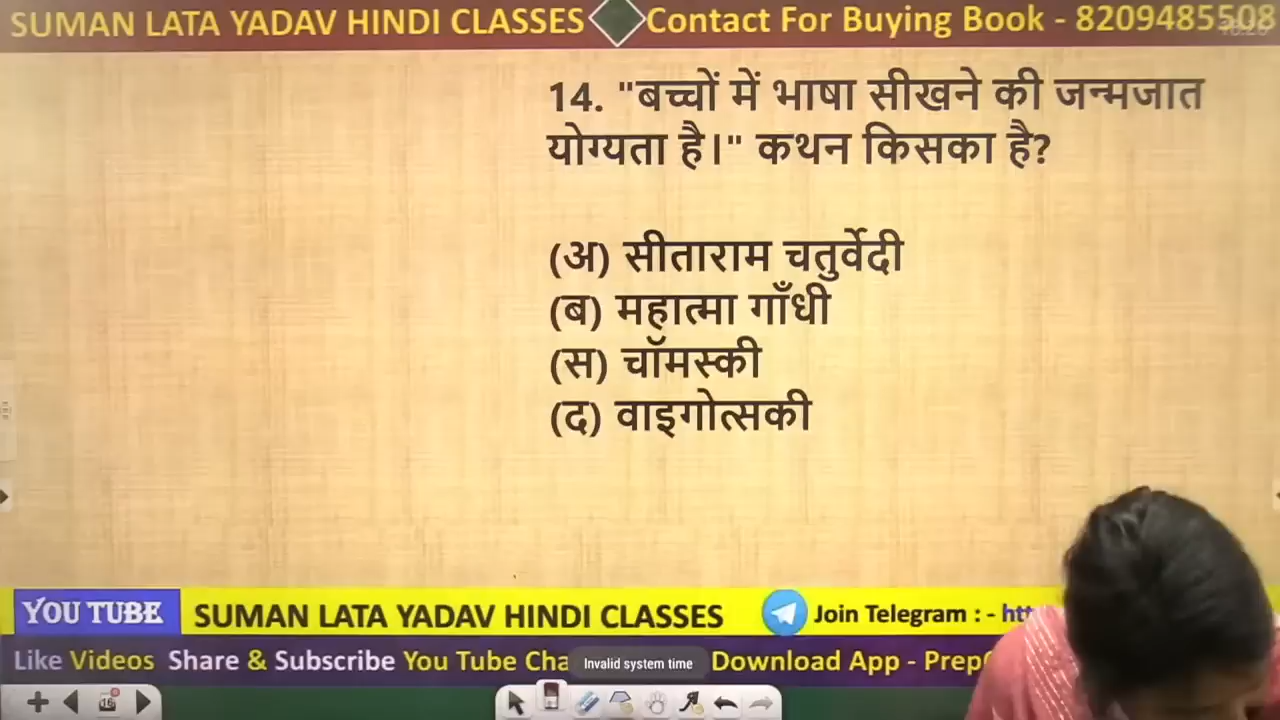 SUMAN LATA YADAV HINDI CLASSES Contact For Buying Book - 8209485508
14. "बच्चों में भाषा सीखने की जन्मजात
योग्यता है।" कथन किसका है?
(अ) सीताराम चतुर्वेदी
(ब) महात्मा गाँधी
(स) चॉमस्की
(द) वाइगोत्सकी
YOU TUBE SUMAN LATA YADAV HINDI CLASSES Join Telegram : - htt
Like Videos Share & Subscribe You Tube Cha Invalid system time Download App - Prep
16